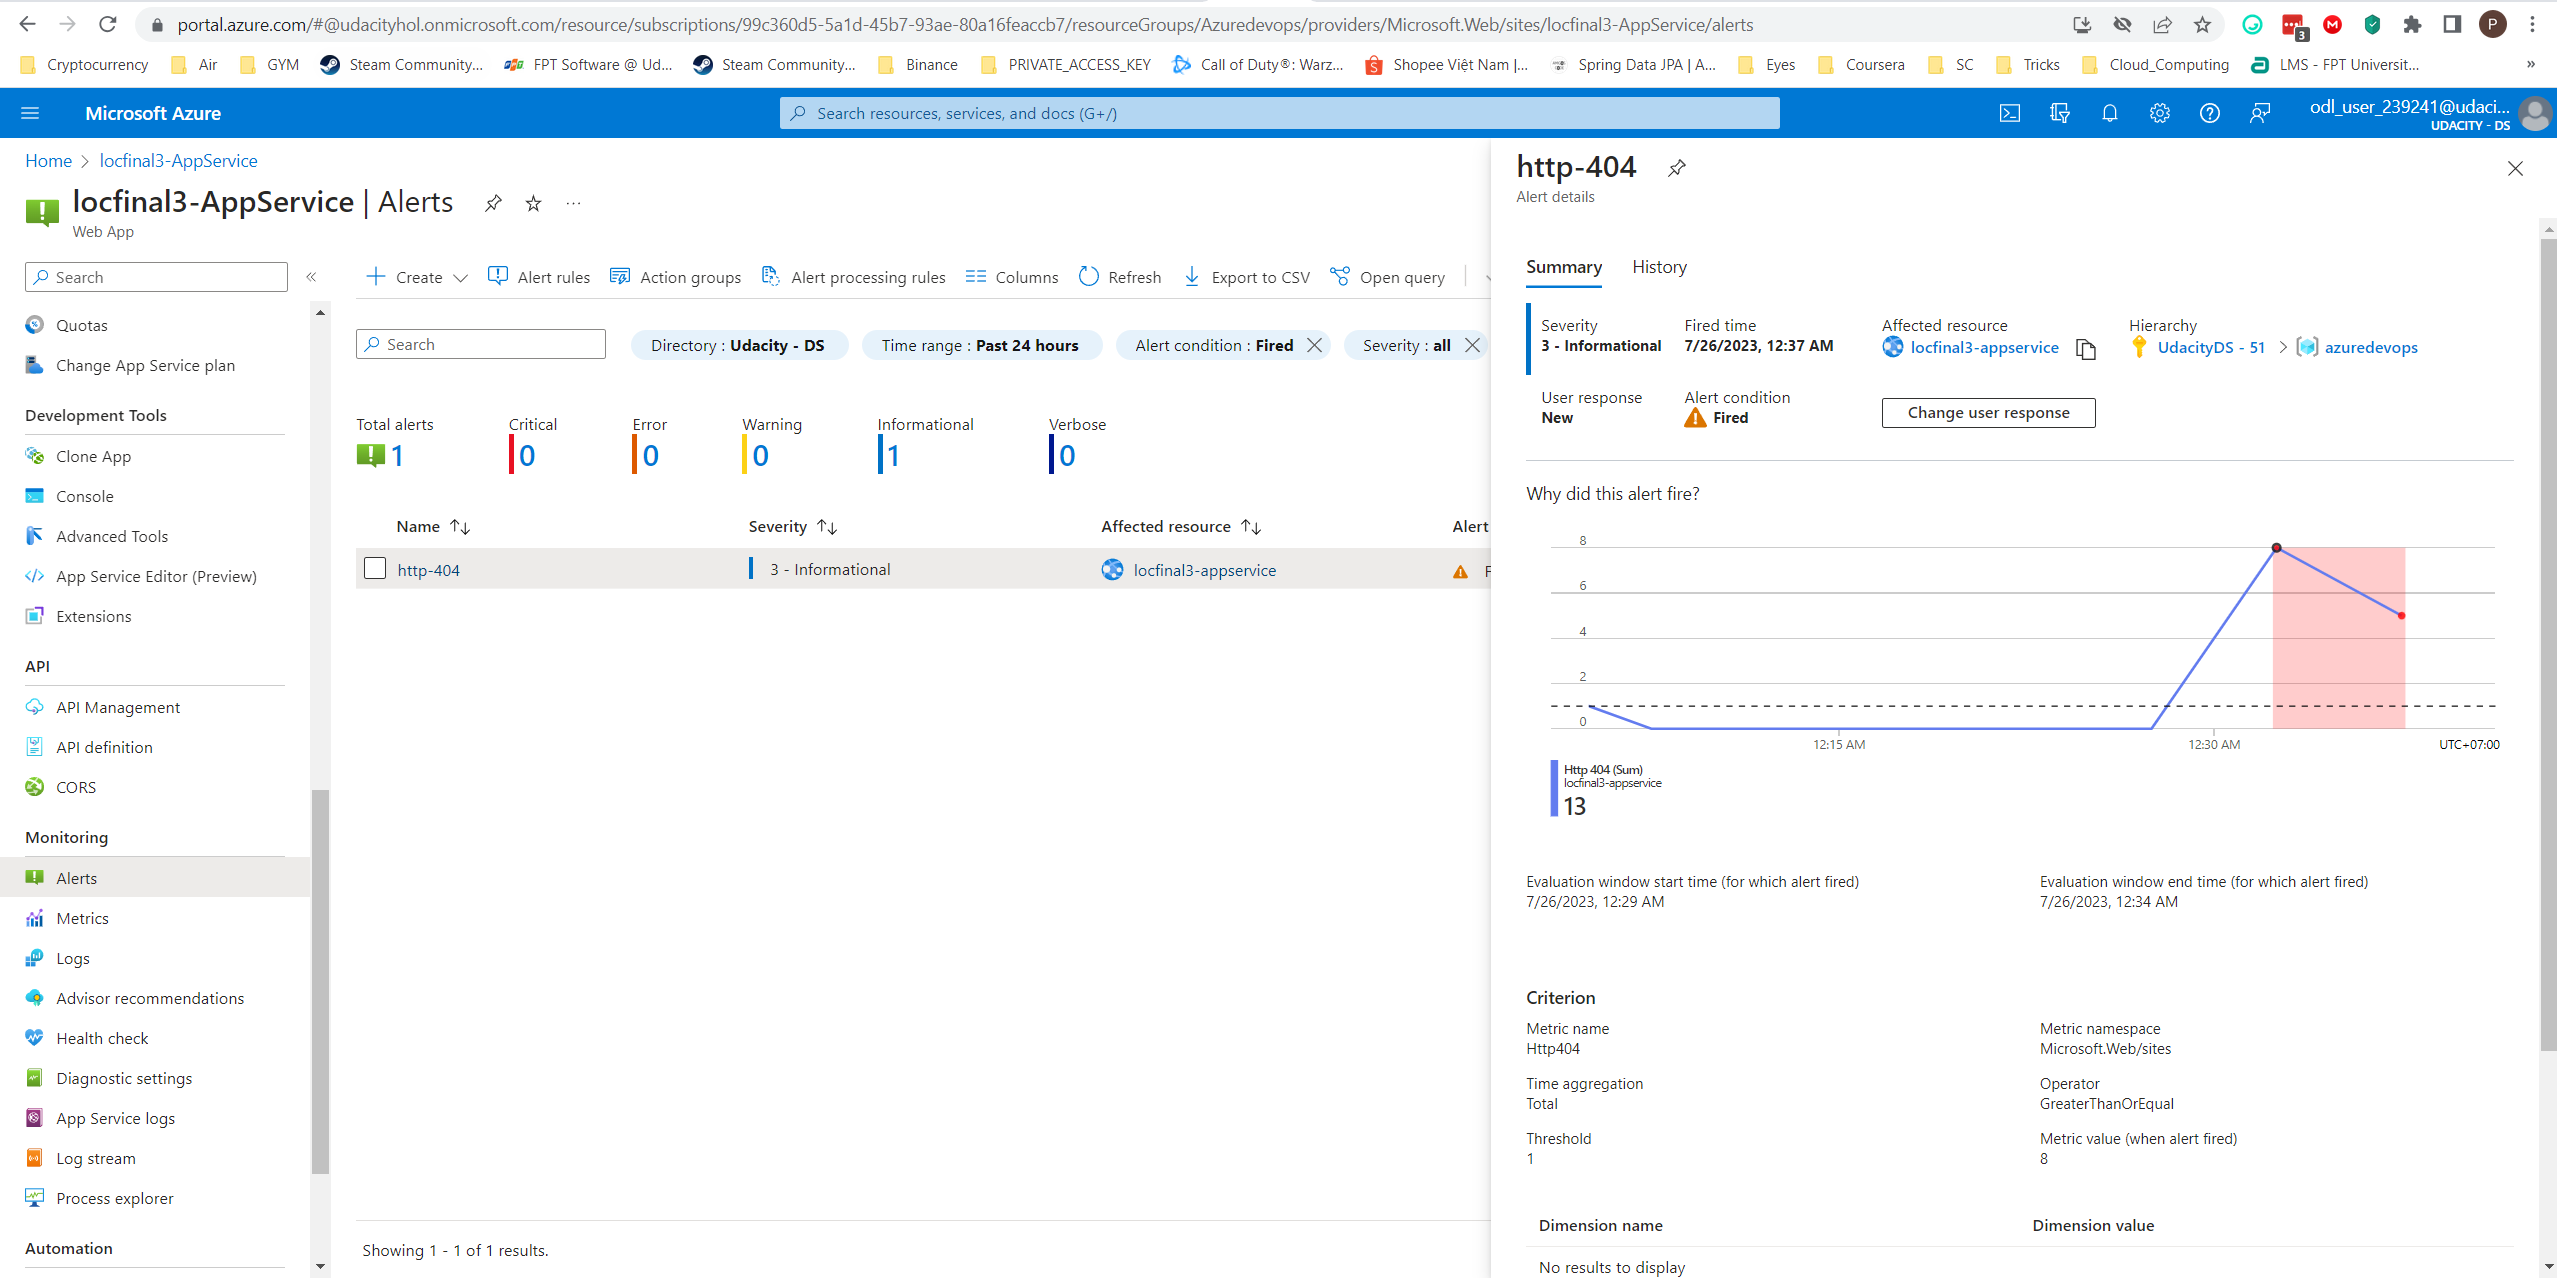 portal.azure.com/#@udacityhol.onmicrosoft.com/resource/subscriptions/99c360d5-5a1d-45b7-93ae-80a16feaccb7/resourceGroups/Azuredevops/providers/Microsoft.Web/sites/locfinal3-AppService/alerts
3
P
Cryptocurrency Air GYM Steam Community... FPT Software @ Ud... Steam Community... Binance PRIVATE_ACCESS_KEY Call of Duty®: Warz... Shopee Việt Nam |... Spring Data JPA | A... Eyes Coursera SC Tricks Cloud_Computing LMS - FPT Universit... »
Microsoft Azure
Search resources, services, and docs (G+/)
odl_user_239241@udaci...
UDACITY - DS
Home > locfinal3-AppService
locfinal3-AppService | Alerts ...
Web App
Search «
Quotas
Change App Service plan
Development Tools
Clone App
Console
Advanced Tools
App Service Editor (Preview)
Extensions
API
API Management
API definition
CORS
Monitoring
Alerts
Metrics
Logs
Advisor recommendations
Health check
Diagnostic settings
App Service logs
Log stream
Process explorer
Automation
Create Alert rules Action groups Alert processing rules Columns Refresh Export to CSV Open query
Search Directory : Udacity - DS Time range : Past 24 hours Alert condition : Fired Severity : all
Total alerts Critical Error Warning Informational Verbose
1 0 0 0 1 0
Name Severity Affected resource Alert
http-404 3 - Informational locfinal3-appservice F
Showing 1 - 1 of 1 results.
http-404
Alert details
Summary History
Severity Fired time Affected resource Hierarchy
3 - Informational 7/26/2023, 12:37 AM locfinal3-appservice UdacityDS - 51 > azuredevops
User response Alert condition
New Fired Change user response
Why did this alert fire?
8
6
4
2
0
12:15 AM 12:30 AM UTC+07:00
Http 404 (Sum)
locfinal3-appservice
13
Evaluation window start time (for which alert fired) Evaluation window end time (for which alert fired)
7/26/2023, 12:29 AM 7/26/2023, 12:34 AM
Criterion
Metric name Metric namespace
Http404 Microsoft.Web/sites
Time aggregation Operator
Total GreaterThanOrEqual
Threshold Metric value (when alert fired)
1 8
Dimension name Dimension value
No results to display